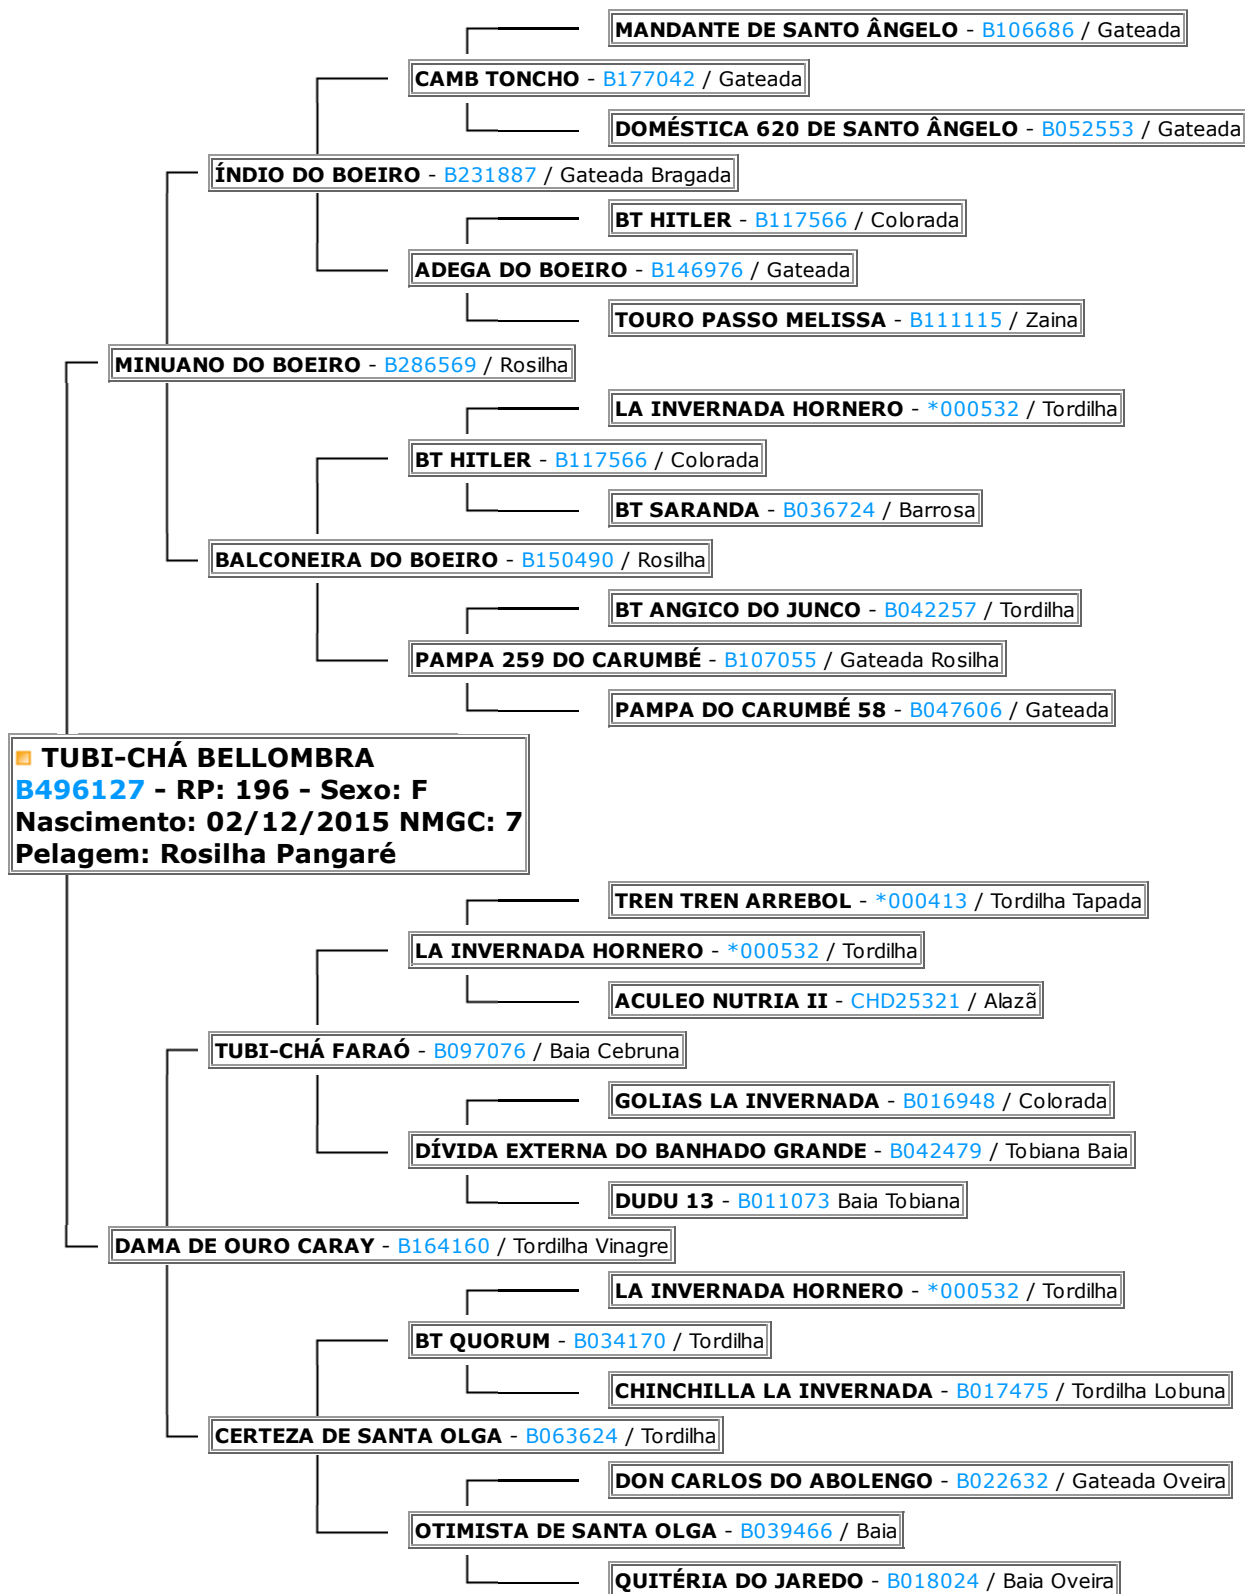 MANDANTE DE SANTO ÂNGELO - B106686 / Gateada
CAMB TONCHO - B177042 / Gateada
DOMÉSTICA 620 DE SANTO ÂNGELO - B052553 / Gateada
ÍNDIO DO BOEIRO - B231887 / Gateada Bragada
BT HITLER - B117566 / Colorada
ADEGA DO BOEIRO - B146976 / Gateada
TOURO PASSO MELISSA - B111115 / Zaina
MINUANO DO BOEIRO - B286569 / Rosilha
LA INVERNADA HORNERO - *000532 / Tordilha
BT HITLER - B117566 / Colorada
BT SARANDA - B036724 / Barrosa
BALCONEIRA DO BOEIRO - B150490 / Rosilha
BT ANGICO DO JUNCO - B042257 / Tordilha
PAMPA 259 DO CARUMBÉ - B107055 / Gateada Rosilha
PAMPA DO CARUMBÉ 58 - B047606 / Gateada
TUBI-CHÁ BELLOMBRA
B496127 - RP: 196 - Sexo: F
Nascimento: 02/12/2015 NMGC: 7
Pelagem: Rosilha Pangaré
TREN TREN ARREBOL - *000413 / Tordilha Tapada
LA INVERNADA HORNERO - *000532 / Tordilha
ACULEO NUTRIA II - CHD25321 / Alazã
TUBI-CHÁ FARAÓ - B097076 / Baia Cebruna
GOLIAS LA INVERNADA - B016948 / Colorada
DÍVIDA EXTERNA DO BANHADO GRANDE - B042479 / Tobiana Baia
DUDU 13 - B011073 Baia Tobiana
DAMA DE OURO CARAY - B164160 / Tordilha Vinagre
LA INVERNADA HORNERO - *000532 / Tordilha
BT QUORUM - B034170 / Tordilha
CHINCHILLA LA INVERNADA - B017475 / Tordilha Lobuna
CERTEZA DE SANTA OLGA - B063624 / Tordilha
DON CARLOS DO ABOLENGO - B022632 / Gateada Oveira
OTIMISTA DE SANTA OLGA - B039466 / Baia
QUITÉRIA DO JAREDO - B018024 / Baia Oveira